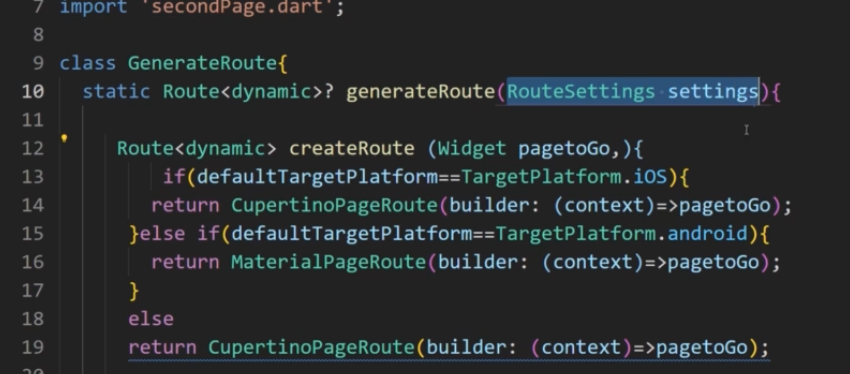 7 import 'secondPage.dart';
8
9 class GenerateRoute{
10 static Route<dynamic>? generateRoute(RouteSettings settings){
11
12 Route<dynamic> createRoute (Widget pagetoGo,){
13 if(defaultTargetPlatform==TargetPlatform.iOS){
14 return CupertinoPageRoute(builder: (context)=>pagetoGo);
15 }else if(defaultTargetPlatform==TargetPlatform.android){
16 return MaterialPageRoute(builder: (context)=>pagetoGo);
17 }
18 else
19 return CupertinoPageRoute(builder: (context)=>pagetoGo);